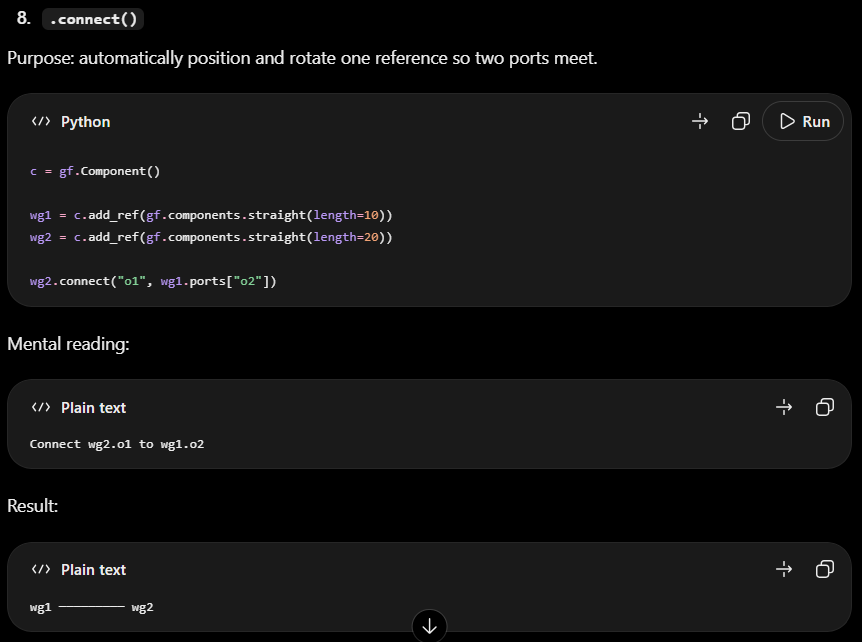 8. .connect()
Purpose: automatically position and rotate one reference so two ports meet.
Python
Run
c = gf.Component()
wg1 = c.add_ref(gf.components.straight(length=10))
wg2 = c.add_ref(gf.components.straight(length=20))
wg2.connect("o1", wg1.ports["o2"])
Mental reading:
Plain text
Connect wg2.o1 to wg1.o2
Result:
Plain text
wg1 ───────── wg2